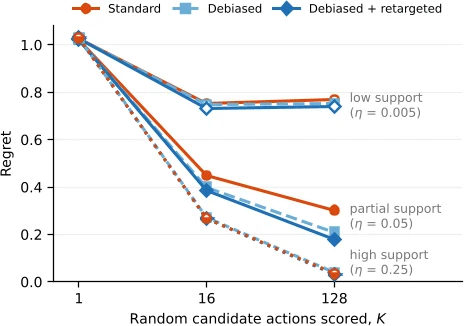 Standard Debiased Debiased + retargeted
1.0
0.8
0.6
0.4
0.2
0.0
Regret
low support
(η = 0.005)
partial support
(η = 0.05)
high support
(η = 0.25)
1 16 128
Random candidate actions scored, K